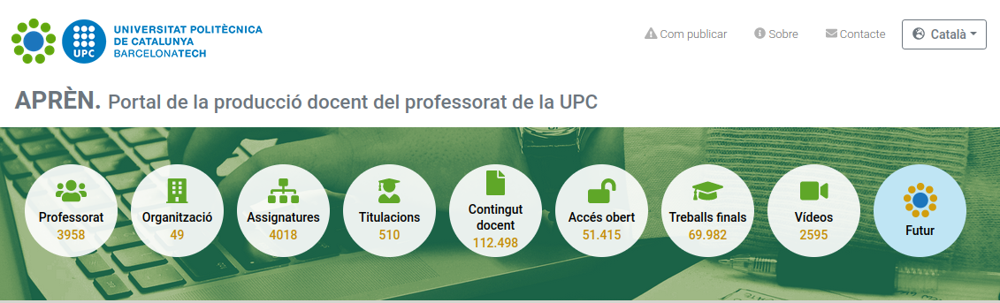 UNIVERSITAT POLITÈCNICA
DE CATALUNYA
BARCELONATECH
UPC
Com publicar
Sobre
Contacte
Català
APRÈN. Portal de la producció docent del professorat de la UPC
Professorat
3958
Organització
49
Assignatures
4018
Titulacions
510
Contingut
docent
112.498
Accés obert
51.415
Treballs finals
69.982
Vídeos
2595
Futur